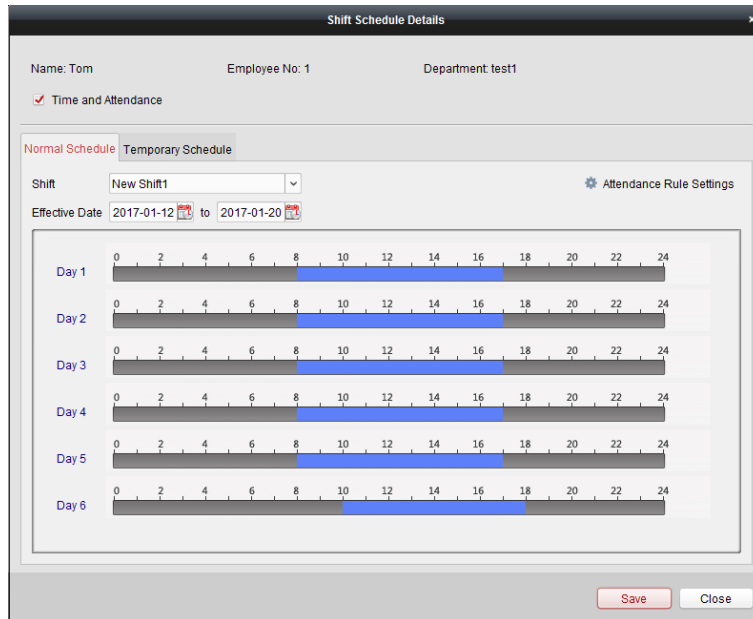 Shift Schedule Details
Name: Tom Employee No: 1 Department: test1
Time and Attendance
Normal Schedule Temporary Schedule
Shift New Shift1 Attendance Rule Settings
Effective Date 2017-01-12 to 2017-01-20
0 2 4 6 8 10 12 14 16 18 20 22 24
Day 1
0 2 4 6 8 10 12 14 16 18 20 22 24
Day 2
0 2 4 6 8 10 12 14 16 18 20 22 24
Day 3
0 2 4 6 8 10 12 14 16 18 20 22 24
Day 4
0 2 4 6 8 10 12 14 16 18 20 22 24
Day 5
0 2 4 6 8 10 12 14 16 18 20 22 24
Day 6
Save Close